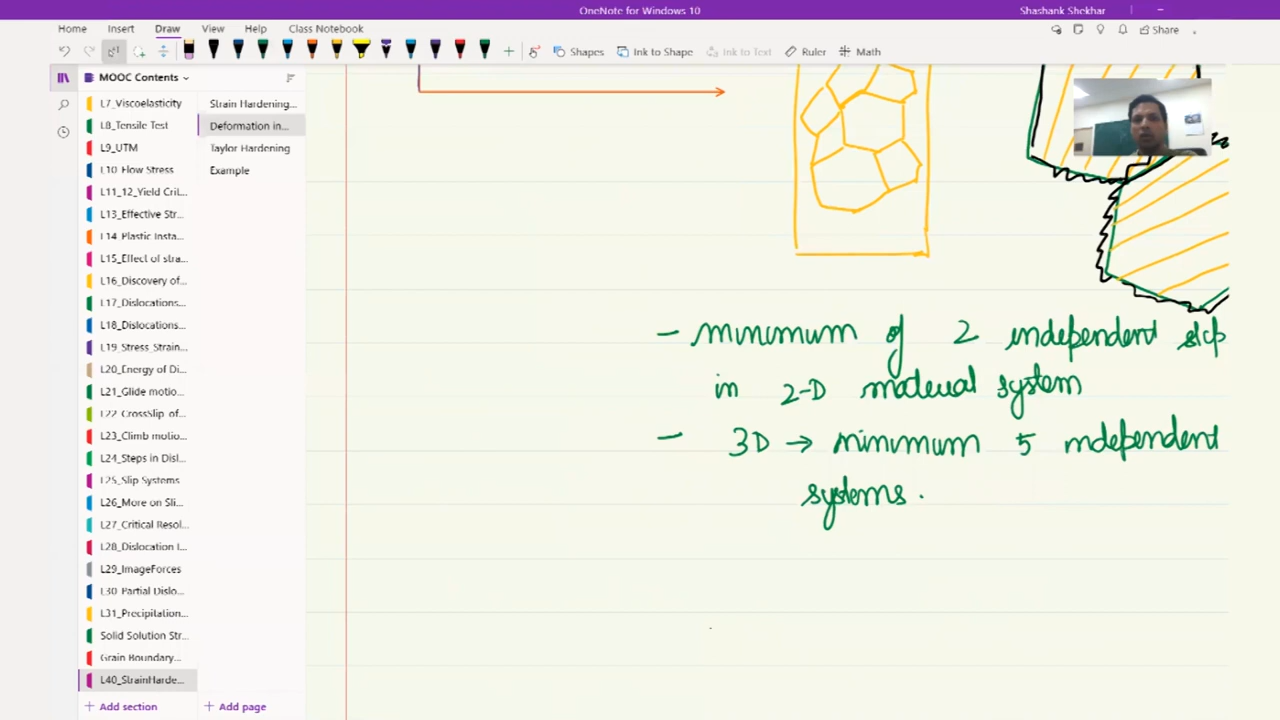 OneNote for Windows 10
Shashank Shekhar
Home Insert Draw View Help Class Notebook
Share
Shapes Ink to Shape Ink to Text Ruler Math
MOOC Contents
L7_Viscoelasticity
L8_Tensile Test
L9_UTM
L10_Flow Stress
L11_12_Yield Crit...
L13_Effective Str...
L14_Plastic Insta...
L15_Effect of stra...
L16_Discovery of...
L17_Dislocations...
L18_Dislocations...
L19_Stress_Strain...
L20_Energy of Di...
L21_Glide motio...
L22_CrossSlip of...
L23_Climb motio...
L24_Steps in Disl...
L25_Slip Systems
L26_More on Sli...
L27_Critical Resol...
L28_Dislocation I...
L29_ImageForces
L30_Partial Dislo...
L31_Precipitation...
Solid Solution Str...
Grain Boundary...
L40_StrainHarde...
Add section
Strain Hardening...
Deformation in...
Taylor Hardening
Example
Add page
- minimum of 2 independent slip
in 2-D material system
- 3D → minimum 5 independent
systems.